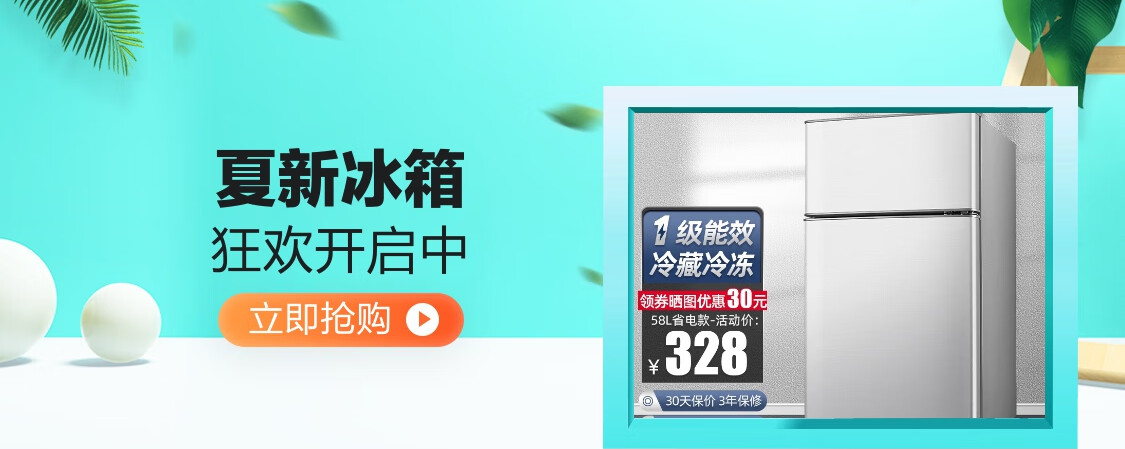 夏新冰箱
狂欢开启中
立即抢购
1级能效
冷藏冷冻
领券晒图优惠30元
58L省电款-活动价:
¥328
30天保价 3年保修